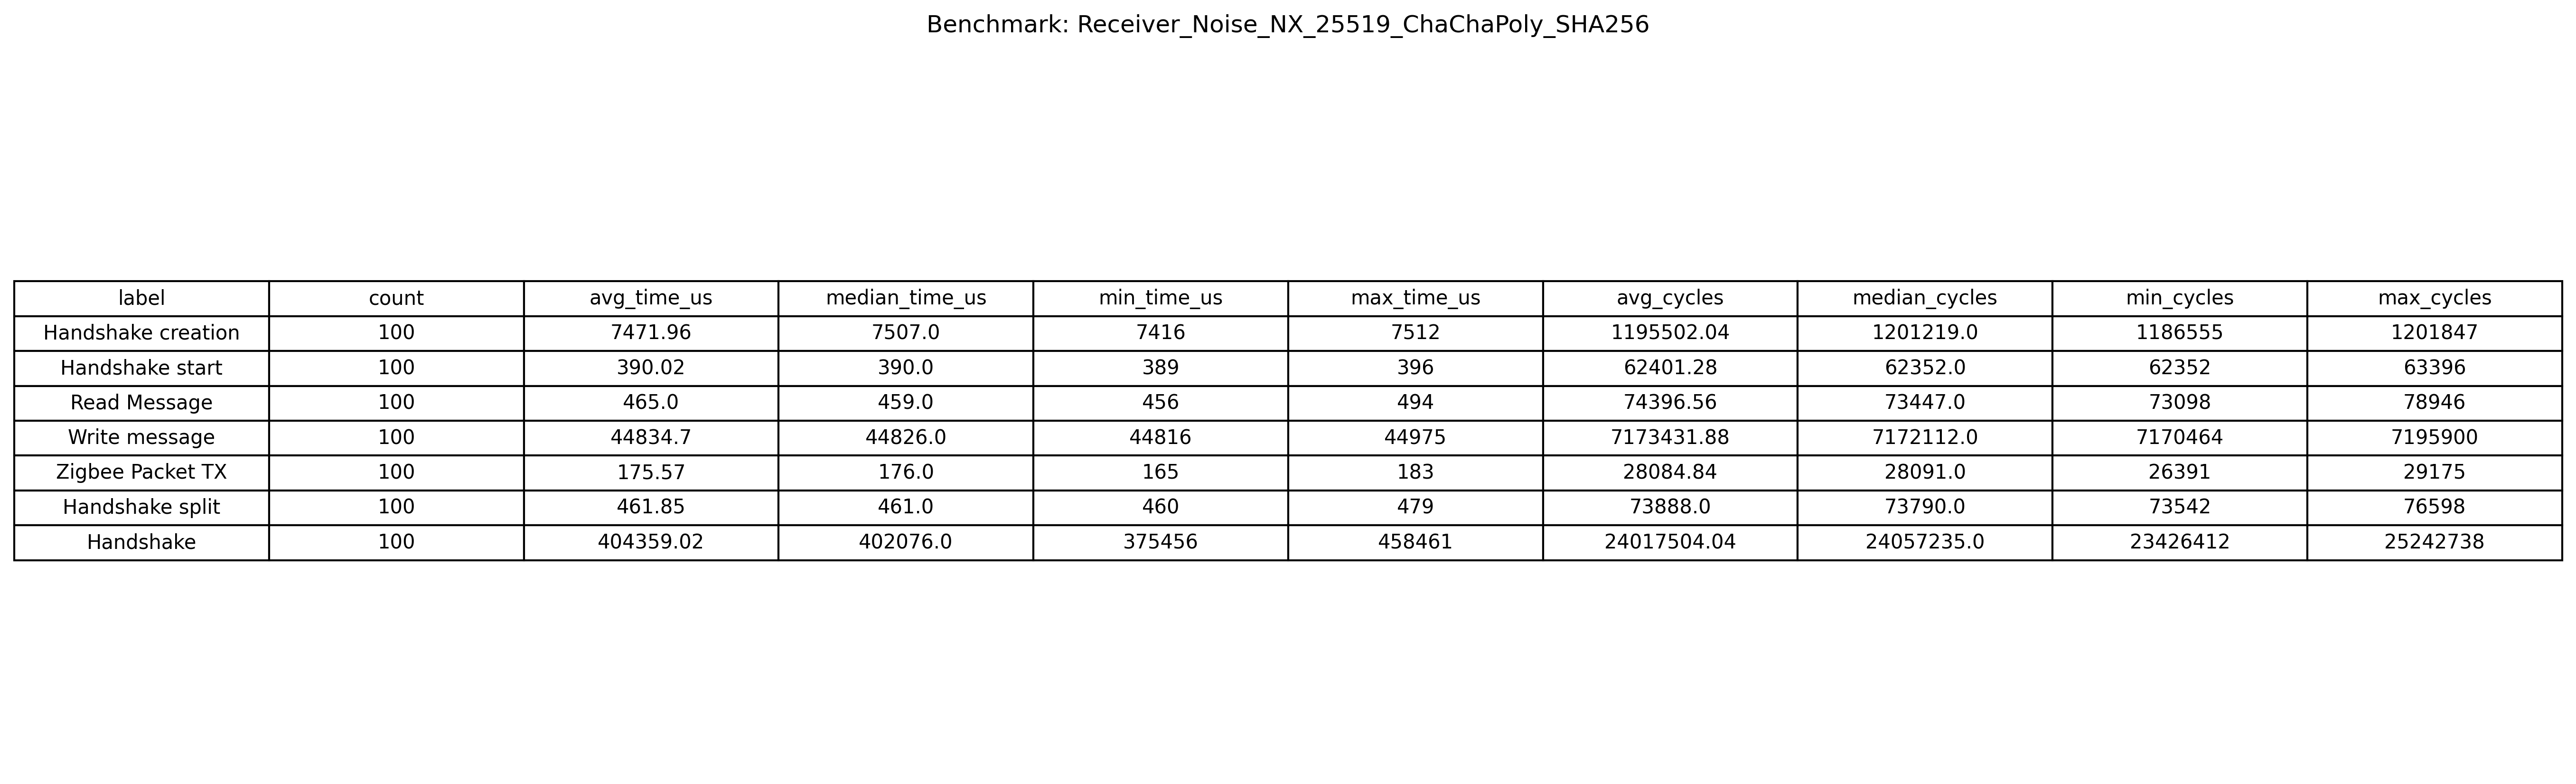 Benchmark: Receiver_Noise_NX_25519_ChaChaPoly_SHA256
label count avg_time_us median_time_us min_time_us max_time_us avg_cycles median_cycles min_cycles max_cycles
Handshake creation 100 7471.96 7507.0 7416 7512 1195502.04 1201219.0 1186555 1201847
Handshake start 100 390.02 390.0 389 396 62401.28 62352.0 62352 63396
Read Message 100 465.0 459.0 456 494 74396.56 73447.0 73098 78946
Write message 100 44834.7 44826.0 44816 44975 7173431.88 7172112.0 7170464 7195900
Zigbee Packet TX 100 175.57 176.0 165 183 28084.84 28091.0 26391 29175
Handshake split 100 461.85 461.0 460 479 73888.0 73790.0 73542 76598
Handshake 100 404359.02 402076.0 375456 458461 24017504.04 24057235.0 23426412 25242738